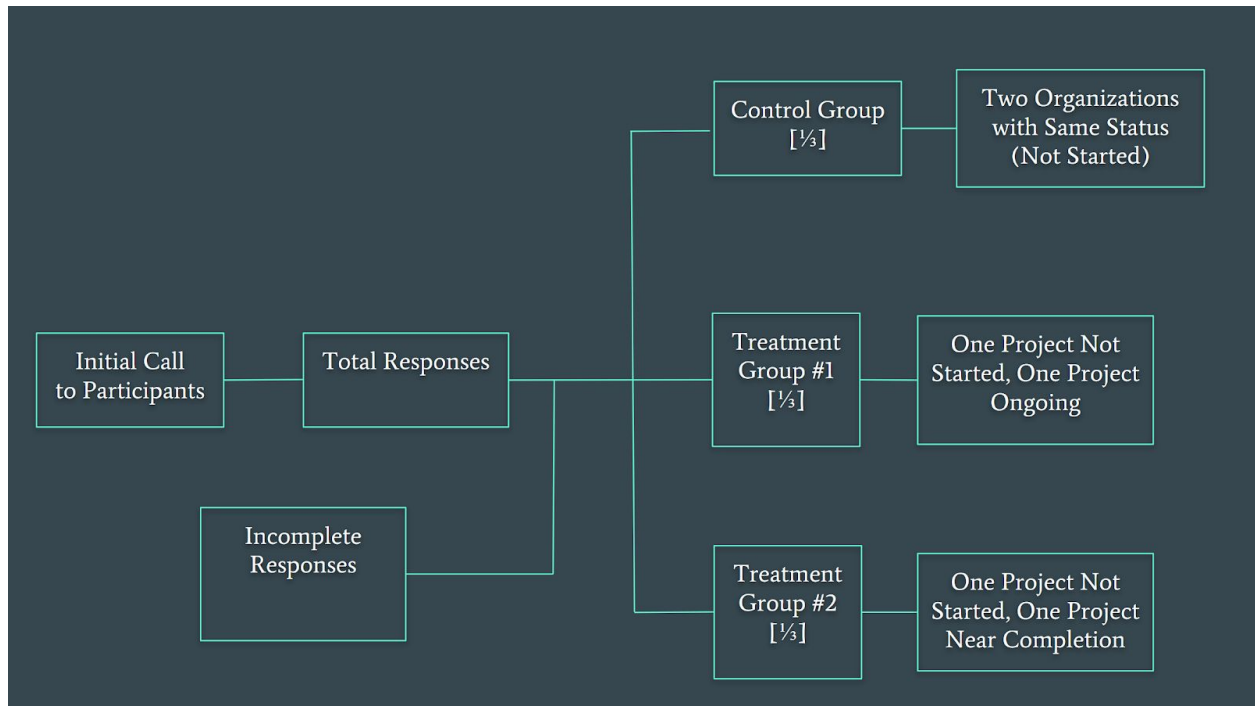 Initial Call
to Participants
Total Responses
Incomplete
Responses
Control Group
[⅓]
Two Organizations
with Same Status
(Not Started)
Treatment
Group #1
[⅓]
One Project Not
Started, One Project
Ongoing
Treatment
Group #2
[⅓]
One Project Not
Started, One Project
Near Completion